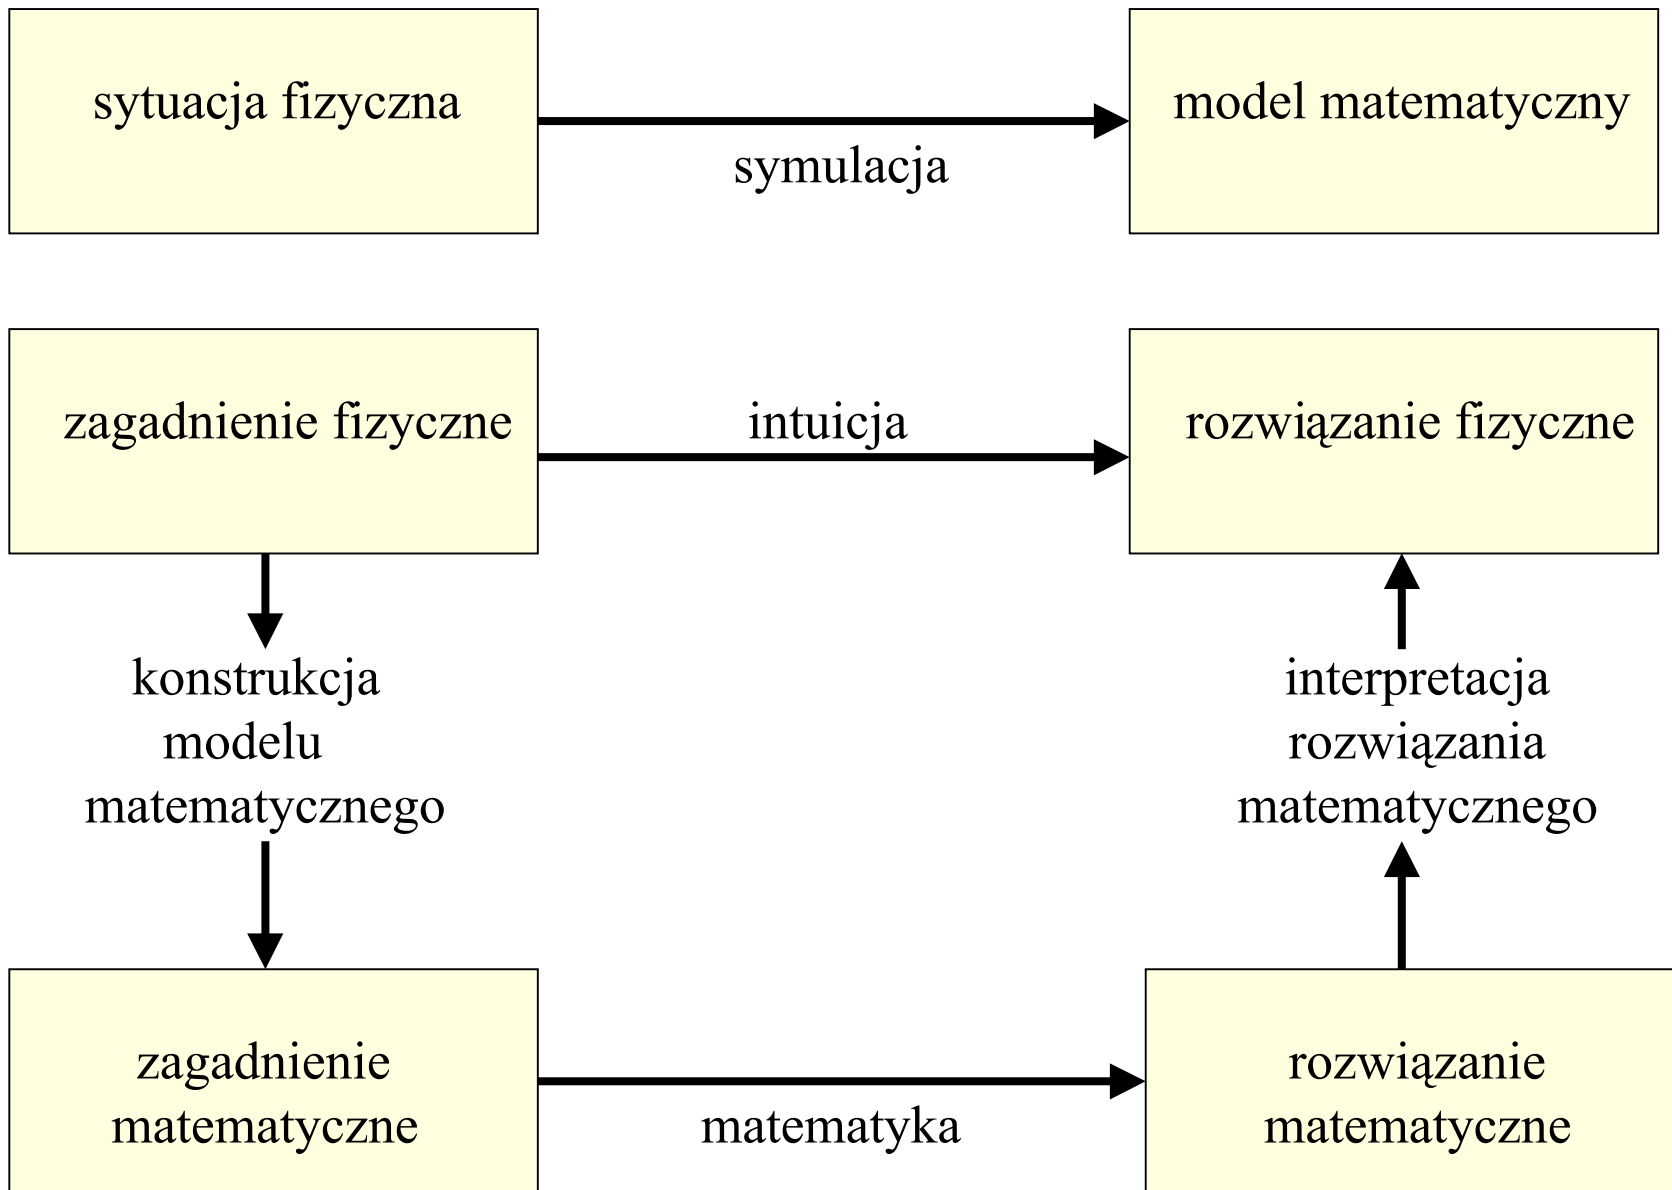 sytuacja fizyczna
model matematyczny
symulacja
zagadnienie fizyczne
intuicja
rozwiązanie fizyczne
konstrukcja
modelu
matematycznego
interpretacja
rozwiązania
matematycznego
zagadnienie
matematyczne
matematyka
rozwiązanie
matematyczne